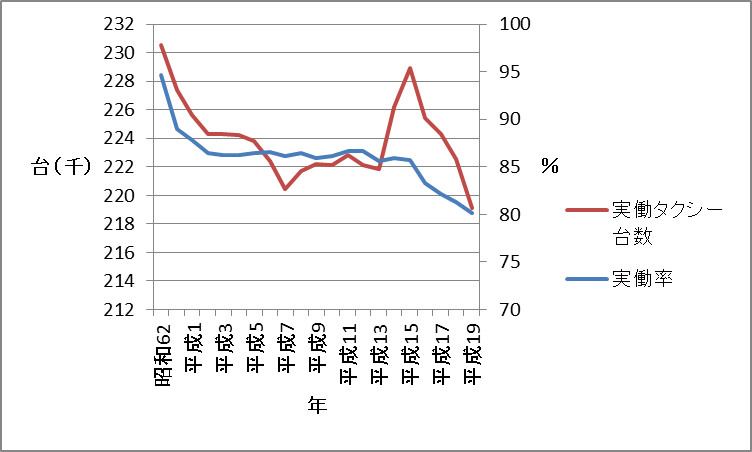 232
230
228
226
224
222
220
218
216
214
212
台(千)
100
95
90
85
80
75
70
%
昭和62
平成1
平成3
平成5
平成7
平成9
平成11
平成13
平成15
平成17
平成19
年
実働タクシー
台数
実働率